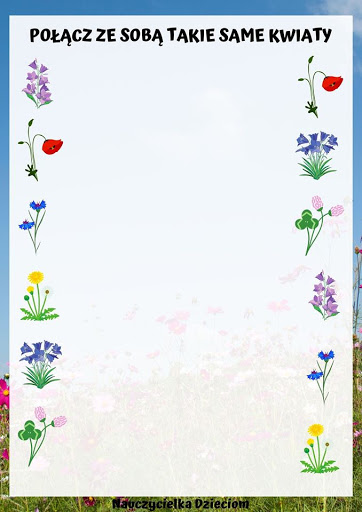 POŁĄCZ ZE SOBĄ TAKIE SAME KWIATY
Nauczycielka Dzieciom